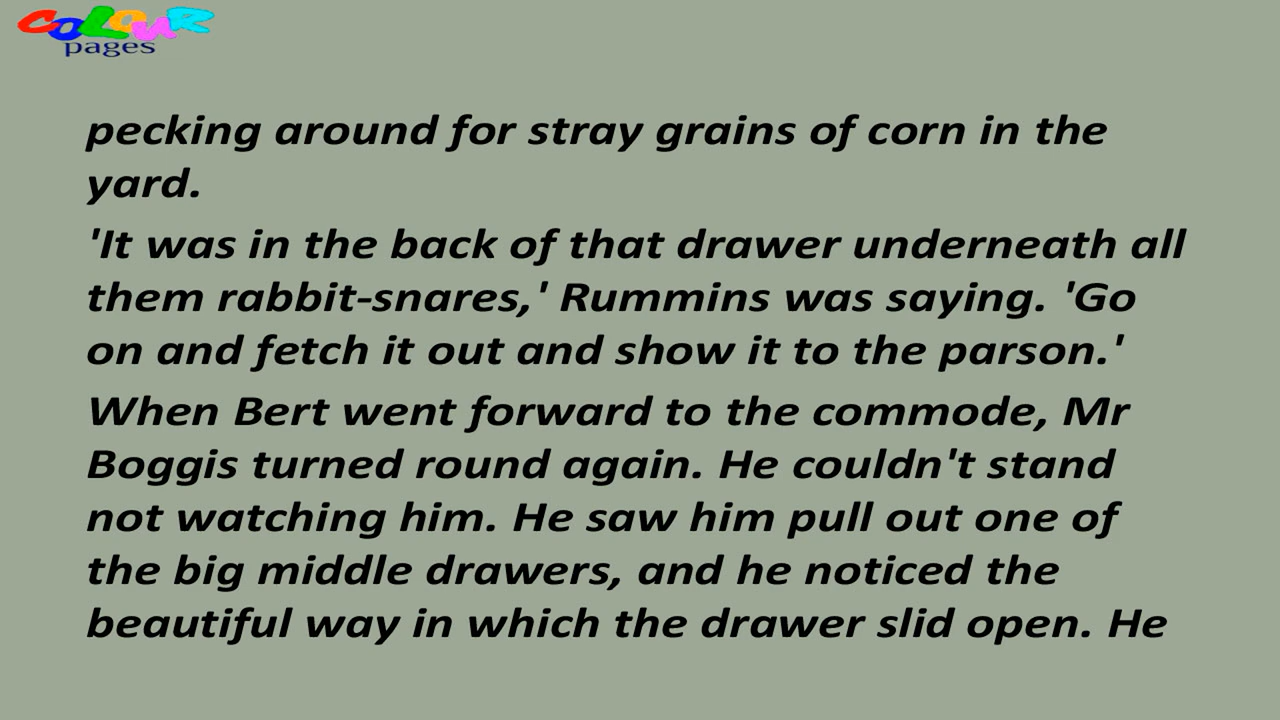 COLOUR
pages
pecking around for stray grains of corn in the
yard.
'It was in the back of that drawer underneath all
them rabbit-snares,' Rummins was saying. 'Go
on and fetch it out and show it to the parson.'
When Bert went forward to the commode, Mr
Boggis turned round again. He couldn't stand
not watching him. He saw him pull out one of
the big middle drawers, and he noticed the
beautiful way in which the drawer slid open. He